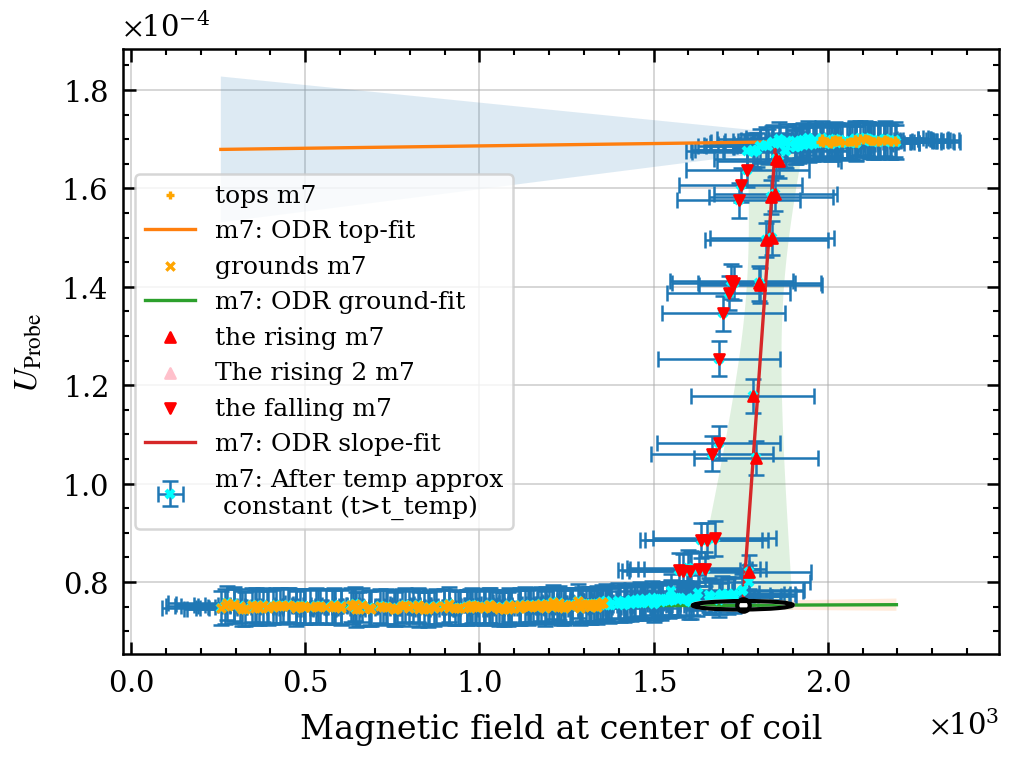 ×10⁻⁴
1.8
1.6
1.4
1.2
1.0
0.8
U_Probe
tops m7
m7: ODR top-fit
grounds m7
m7: ODR ground-fit
the rising m7
The rising 2 m7
the falling m7
m7: ODR slope-fit
m7: After temp approx
constant (t>t_temp)
0.0 0.5 1.0 1.5 2.0
Magnetic field at center of coil
×10³